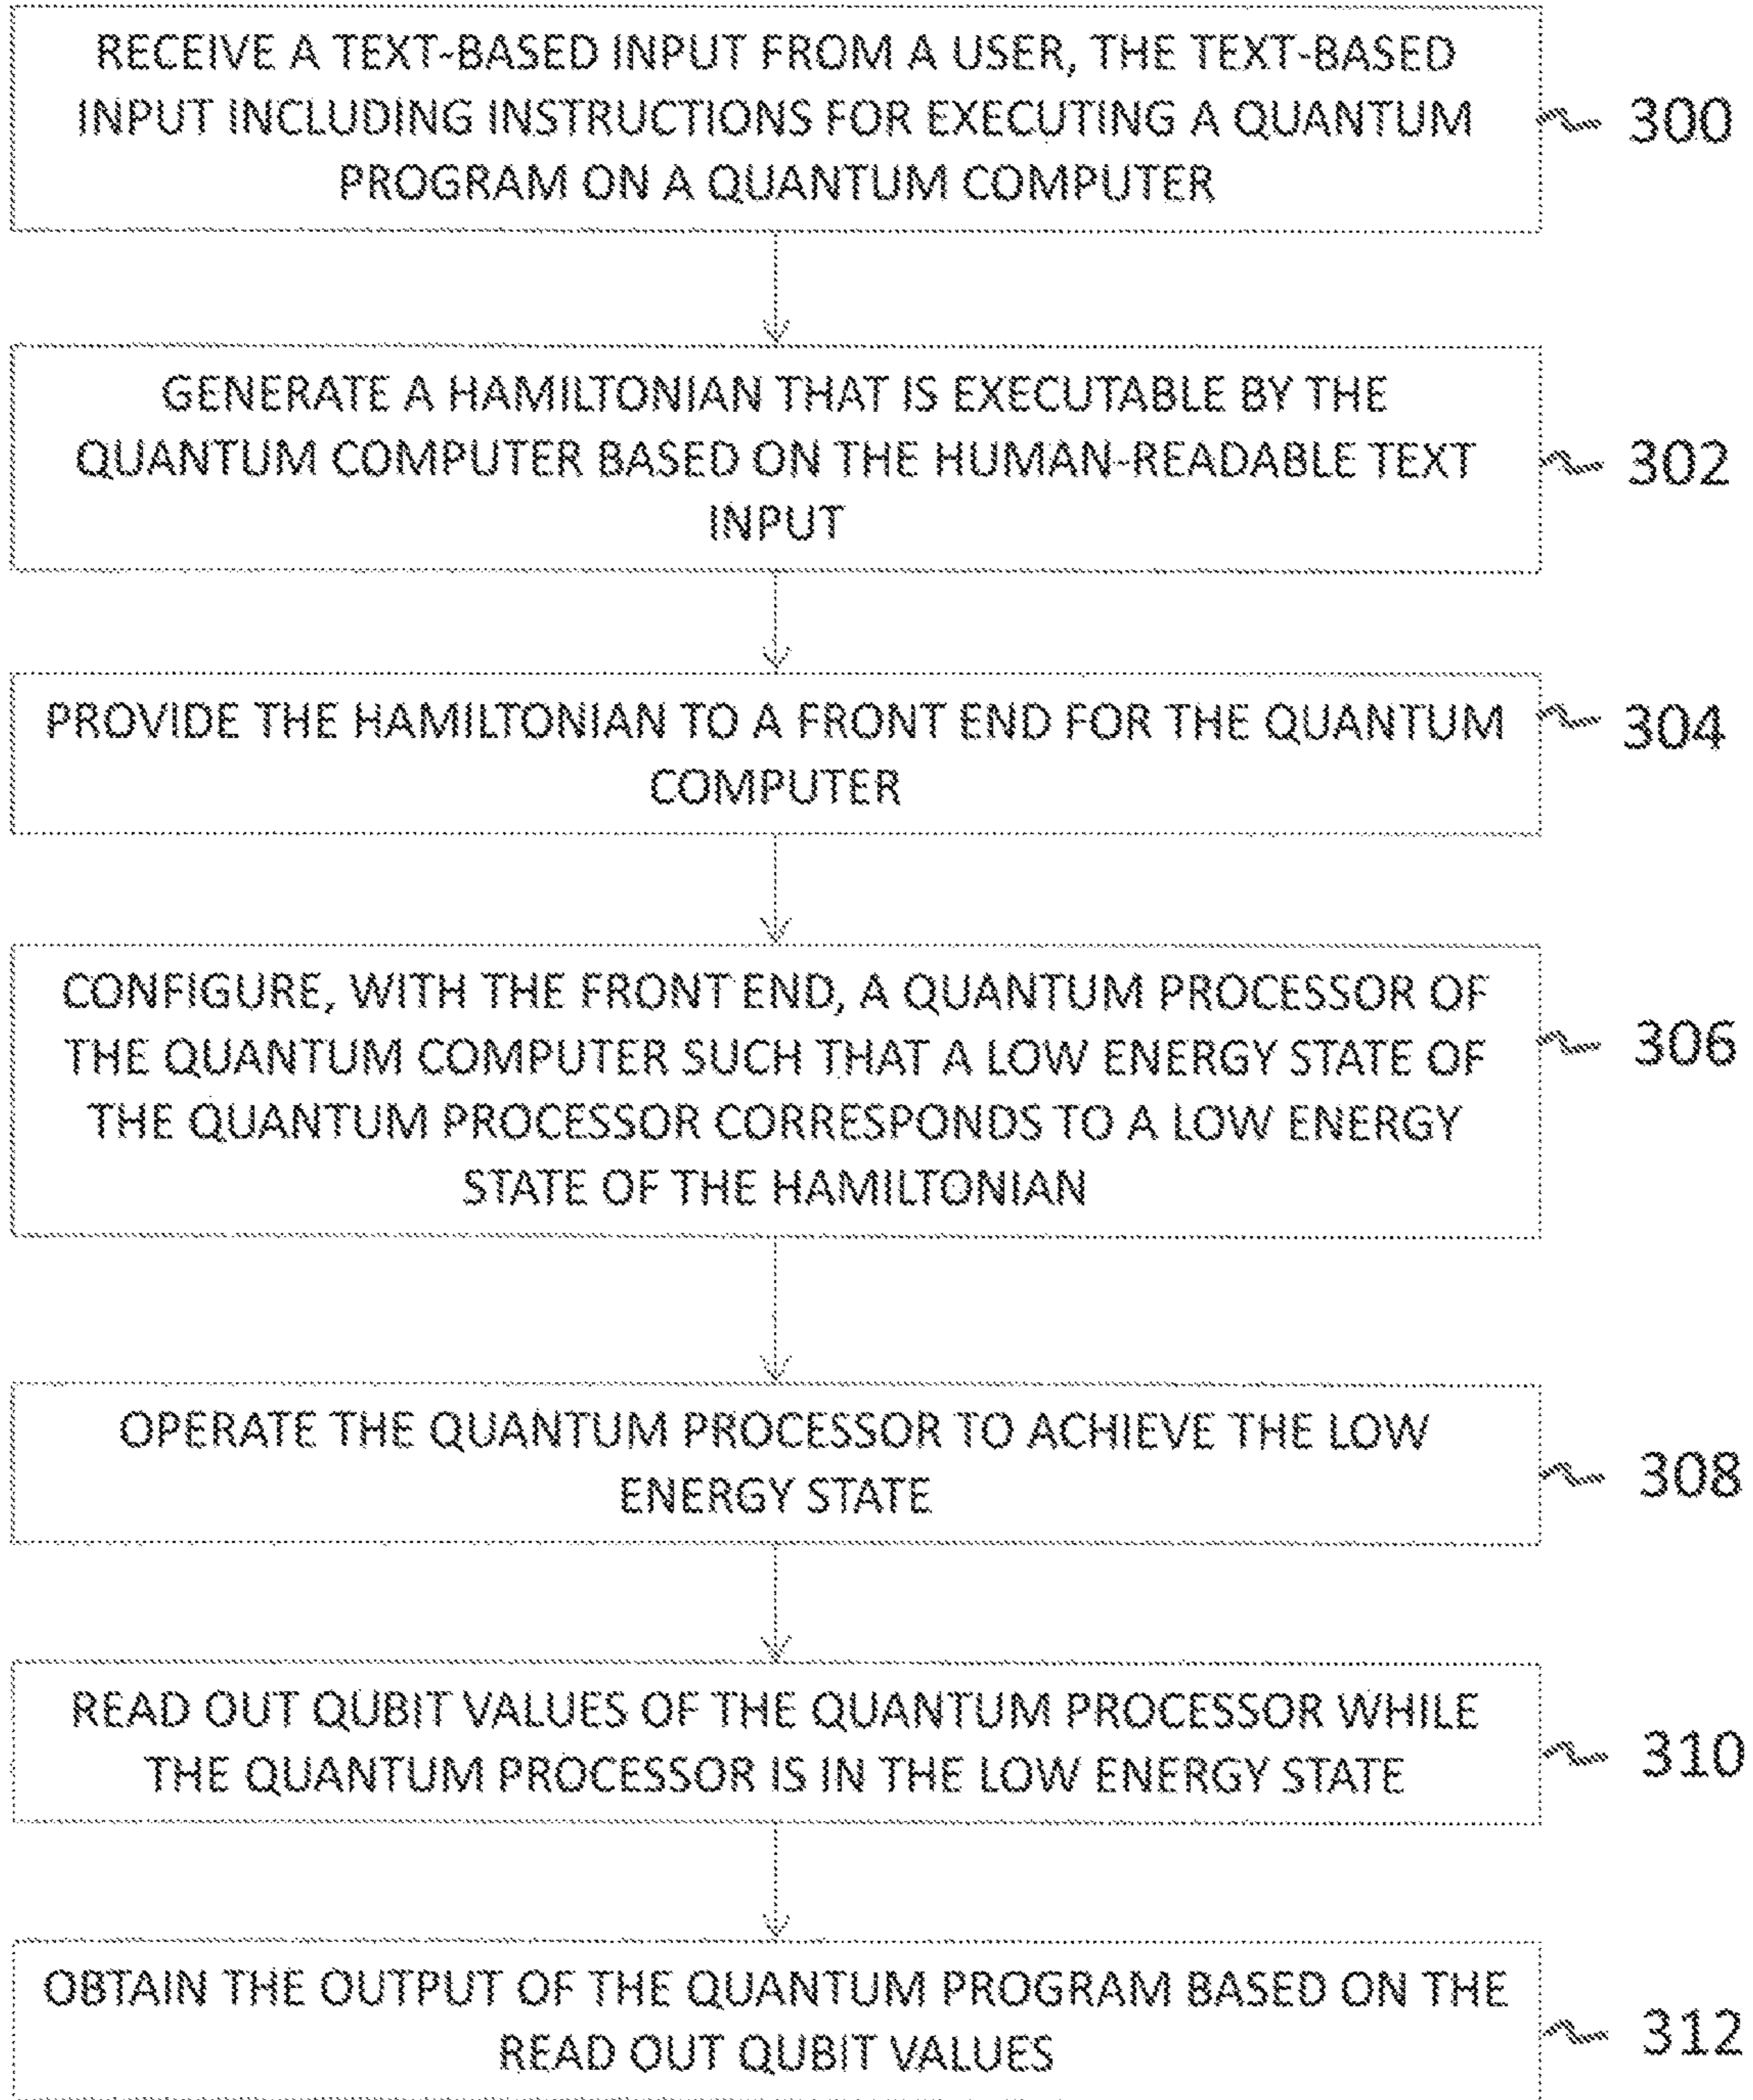 RECEIVE A TEXT-BASED INPUT FROM A USER, THE TEXT-BASED
INPUT INCLUDING INSTRUCTIONS FOR EXECUTING A QUANTUM
PROGRAM ON A QUANTUM COMPUTER
300
GENERATE A HAMILTONIAN THAT IS EXECUTABLE BY THE
QUANTUM COMPUTER BASED ON THE HUMAN-READABLE TEXT
INPUT
302
PROVIDE THE HAMILTONIAN TO A FRONT END FOR THE QUANTUM
COMPUTER
304
CONFIGURE, WITH THE FRONT END, A QUANTUM PROCESSOR OF
THE QUANTUM COMPUTER SUCH THAT A LOW ENERGY STATE OF
THE QUANTUM PROCESSOR CORRESPONDS TO A LOW ENERGY
STATE OF THE HAMILTONIAN
306
OPERATE THE QUANTUM PROCESSOR TO ACHIEVE THE LOW
ENERGY STATE
308
READ OUT QUBIT VALUES OF THE QUANTUM PROCESSOR WHILE
THE QUANTUM PROCESSOR IS IN THE LOW ENERGY STATE
310
OBTAIN THE OUTPUT OF THE QUANTUM PROGRAM BASED ON THE
READ OUT QUBIT VALUES
312